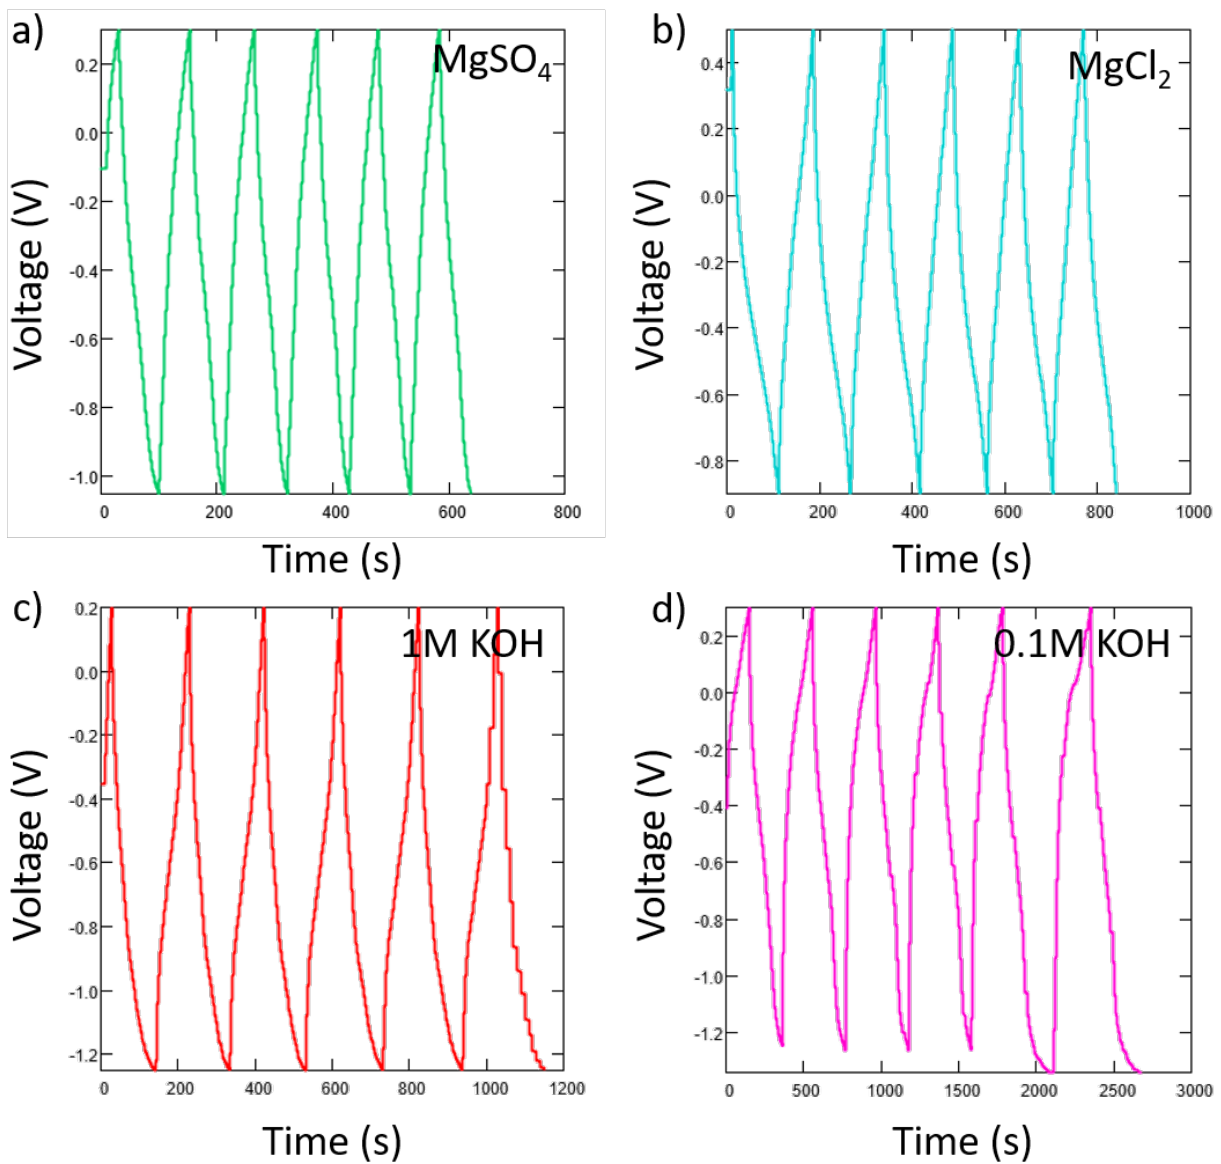 a)
MgSO4
0.2
0.0
-0.2
-0.4
-0.6
-0.8
-1.0
0 200 400 600 800
Voltage (V)
Time (s)
b)
MgCl2
0.4
0.2
0.0
-0.2
-0.4
-0.6
-0.8
0 200 400 600 800 1000
Voltage (V)
Time (s)
c)
1M KOH
0.2
0.0
-0.2
-0.4
-0.6
-0.8
-1.0
-1.2
0 200 400 600 800 1000 1200
Voltage (V)
Time (s)
d)
0.1M KOH
0.2
0.0
-0.2
-0.4
-0.6
-0.8
-1.0
-1.2
0 500 1000 1500 2000 2500 3000
Voltage (V)
Time (s)